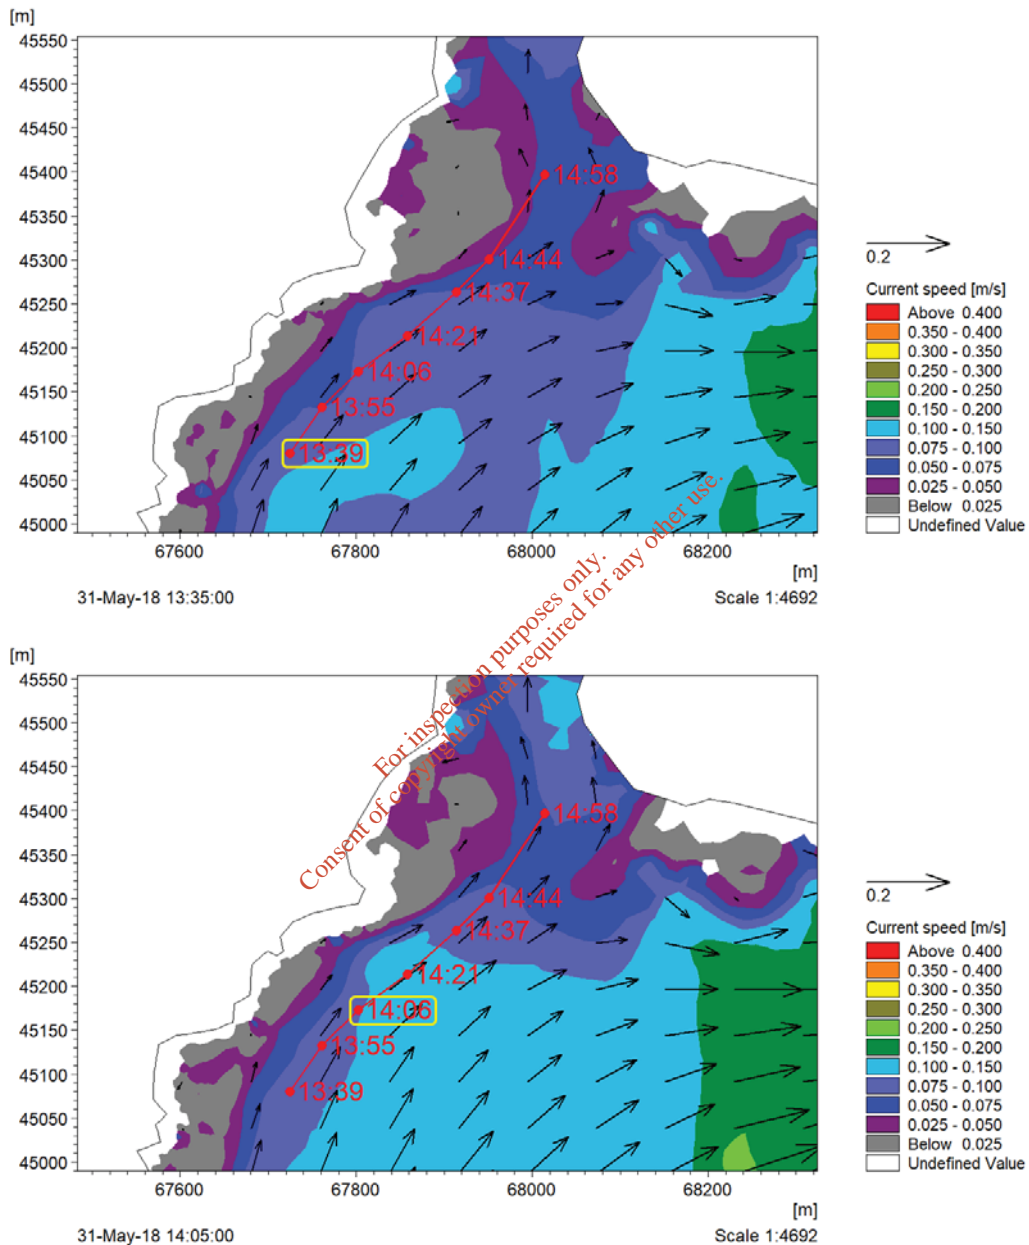 [m]
45550
45500
45450
45400
45350
45300
45250
45200
45150
45100
45050
45000
14:58
14:44
14:37
14:21
14:06
13:55
13:39
67600 67800 68000 68200
[m]
31-May-18 13:35:00 Scale 1:4692
0.2
Current speed [m/s]
Above 0.400
0.350 - 0.400
0.300 - 0.350
0.250 - 0.300
0.200 - 0.250
0.150 - 0.200
0.100 - 0.150
0.075 - 0.100
0.050 - 0.075
0.025 - 0.050
Below 0.025
Undefined Value
For inspection purposes only.
Consent of copyright owner required for any other use.
[m]
45550
45500
45450
45400
45350
45300
45250
45200
45150
45100
45050
45000
14:58
14:44
14:37
14:21
14:06
13:55
13:39
67600 67800 68000 68200
[m]
31-May-18 14:05:00 Scale 1:4692
0.2
Current speed [m/s]
Above 0.400
0.350 - 0.400
0.300 - 0.350
0.250 - 0.300
0.200 - 0.250
0.150 - 0.200
0.100 - 0.150
0.075 - 0.100
0.050 - 0.075
0.025 - 0.050
Below 0.025
Undefined Value